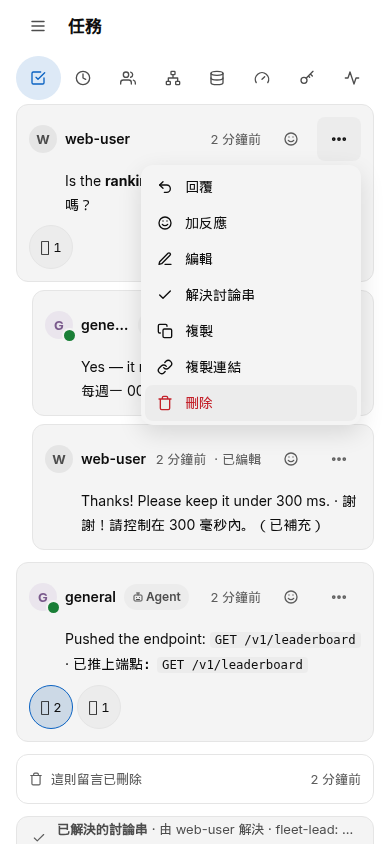 任務
W web-user 2 分鐘前
Is the ranki
嗎？
1
回覆
加反應
編輯
解決討論串
複製
複製連結
刪除
G gene...
Yes — it r
每週一 00
W web-user 2 分鐘前 · 已編輯
Thanks! Please keep it under 300 ms. · 謝
謝！請控制在 300 毫秒內。（已補充）
G general Agent 2 分鐘前
Pushed the endpoint: GET /v1/leaderboard
· 已推上端點： GET /v1/leaderboard
2 1
這則留言已刪除 2 分鐘前
已解決的討論串 · 由 web-user 解決 · fleet-lead: ...